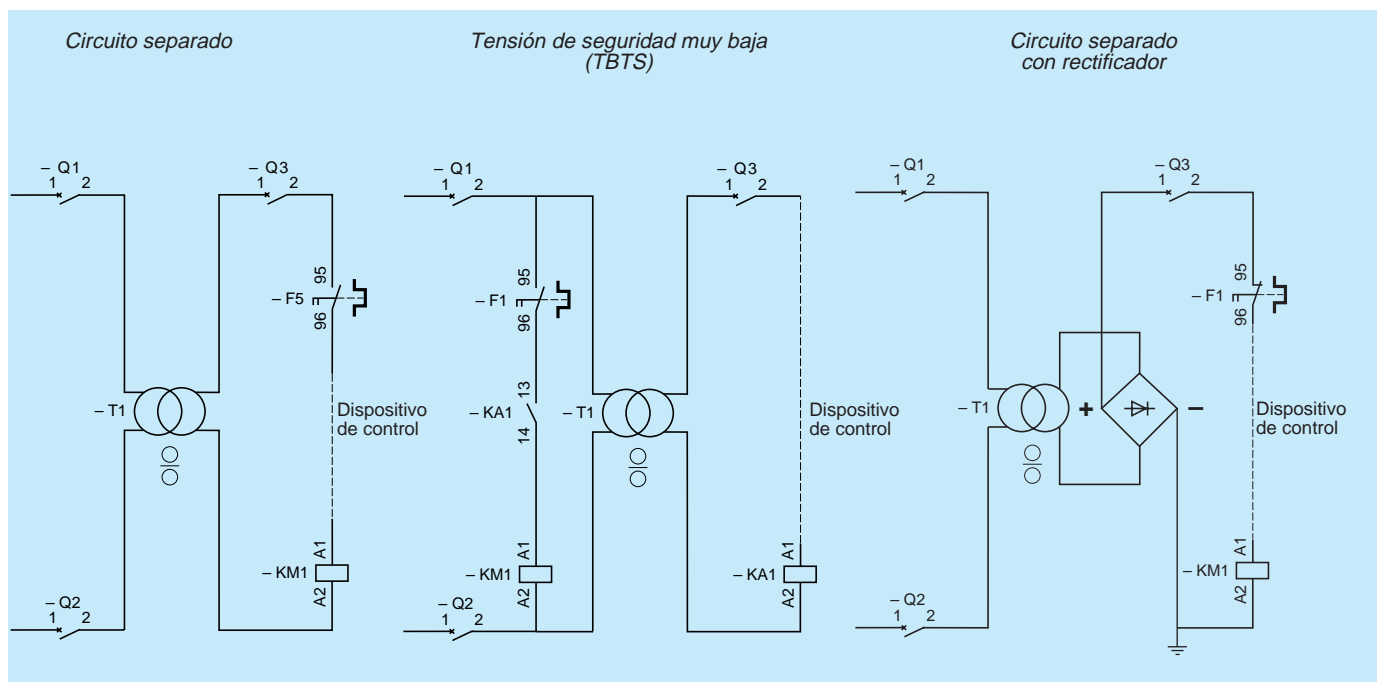 Circuito separado
– Q1
1 2
– Q3
1 2
95
– F5
96
– T1
Dispositivo
de control
A1
– KM1
A2
– Q2
1 2
Tensión de seguridad muy baja
(TBTS)
– Q1
1 2
– Q3
1 2
95
– F1
96
13
– KA1
14
– T1
Dispositivo
de control
A1
– KM1
A2
A1
– KA1
A2
– Q2
1 2
Circuito separado
con rectificador
– Q1
1 2
– Q3
1 2
95
– F1
96
– T1
+ –
Dispositivo
de control
A1
– KM1
A2
– Q2
1 2